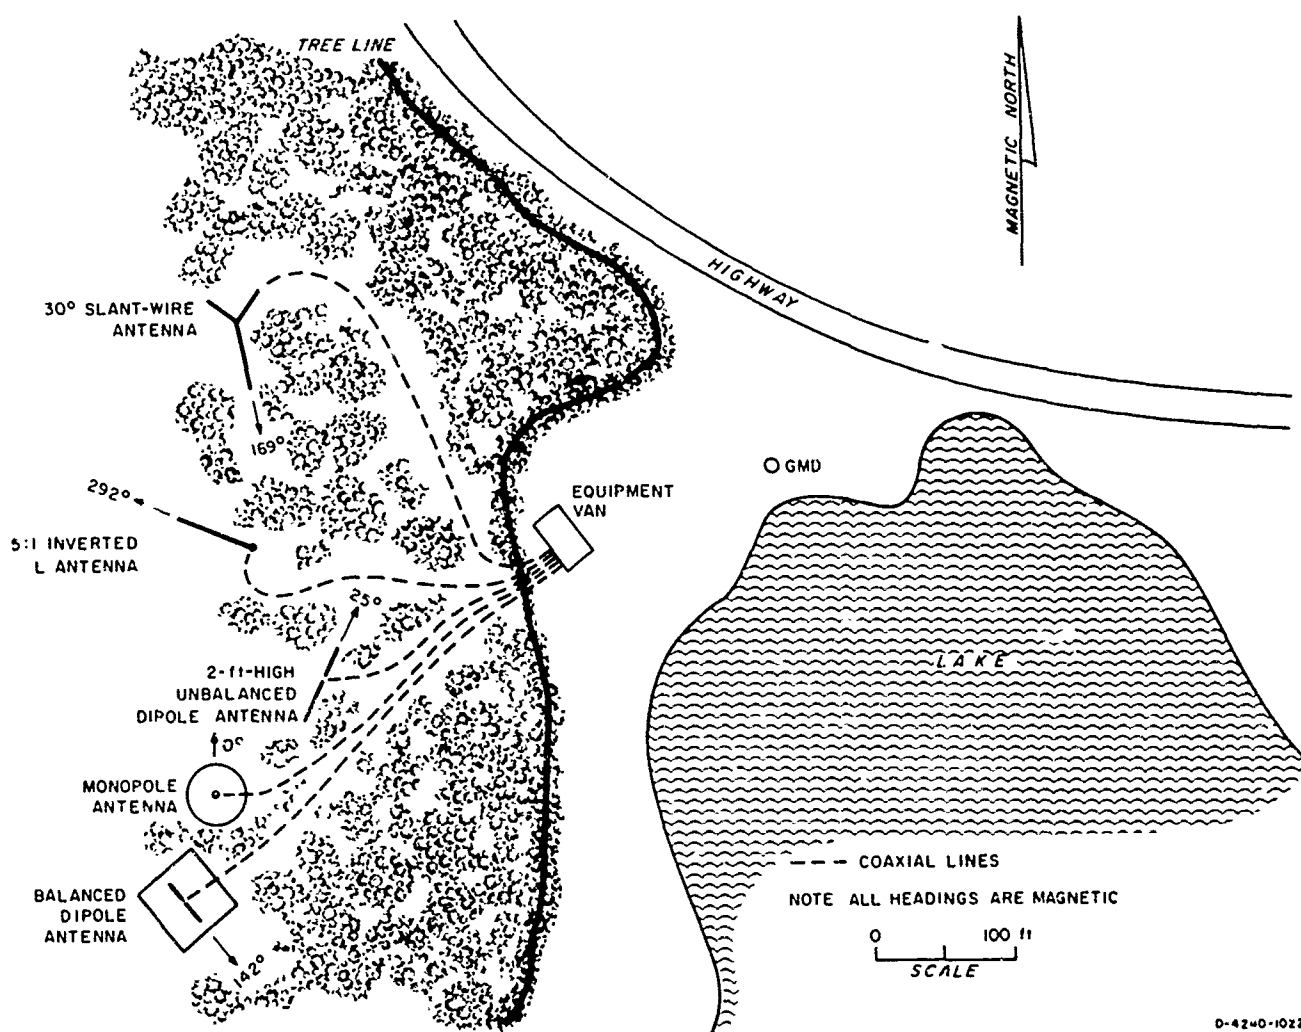 TREE LINE
MAGNETIC NORTH
HIGHWAY
30° SLANT-WIRE
ANTENNA
169°
GMD
292°
EQUIPMENT
VAN
5:1 INVERTED
L ANTENNA
25°
LAKE
2-ft-HIGH
UNBALANCED
DIPOLE ANTENNA
0°
MONOPOLE
ANTENNA
COAXIAL LINES
BALANCED
DIPOLE
ANTENNA
NOTE ALL HEADINGS ARE MAGNETIC
142°
0 100 ft
SCALE
D-4240-1022